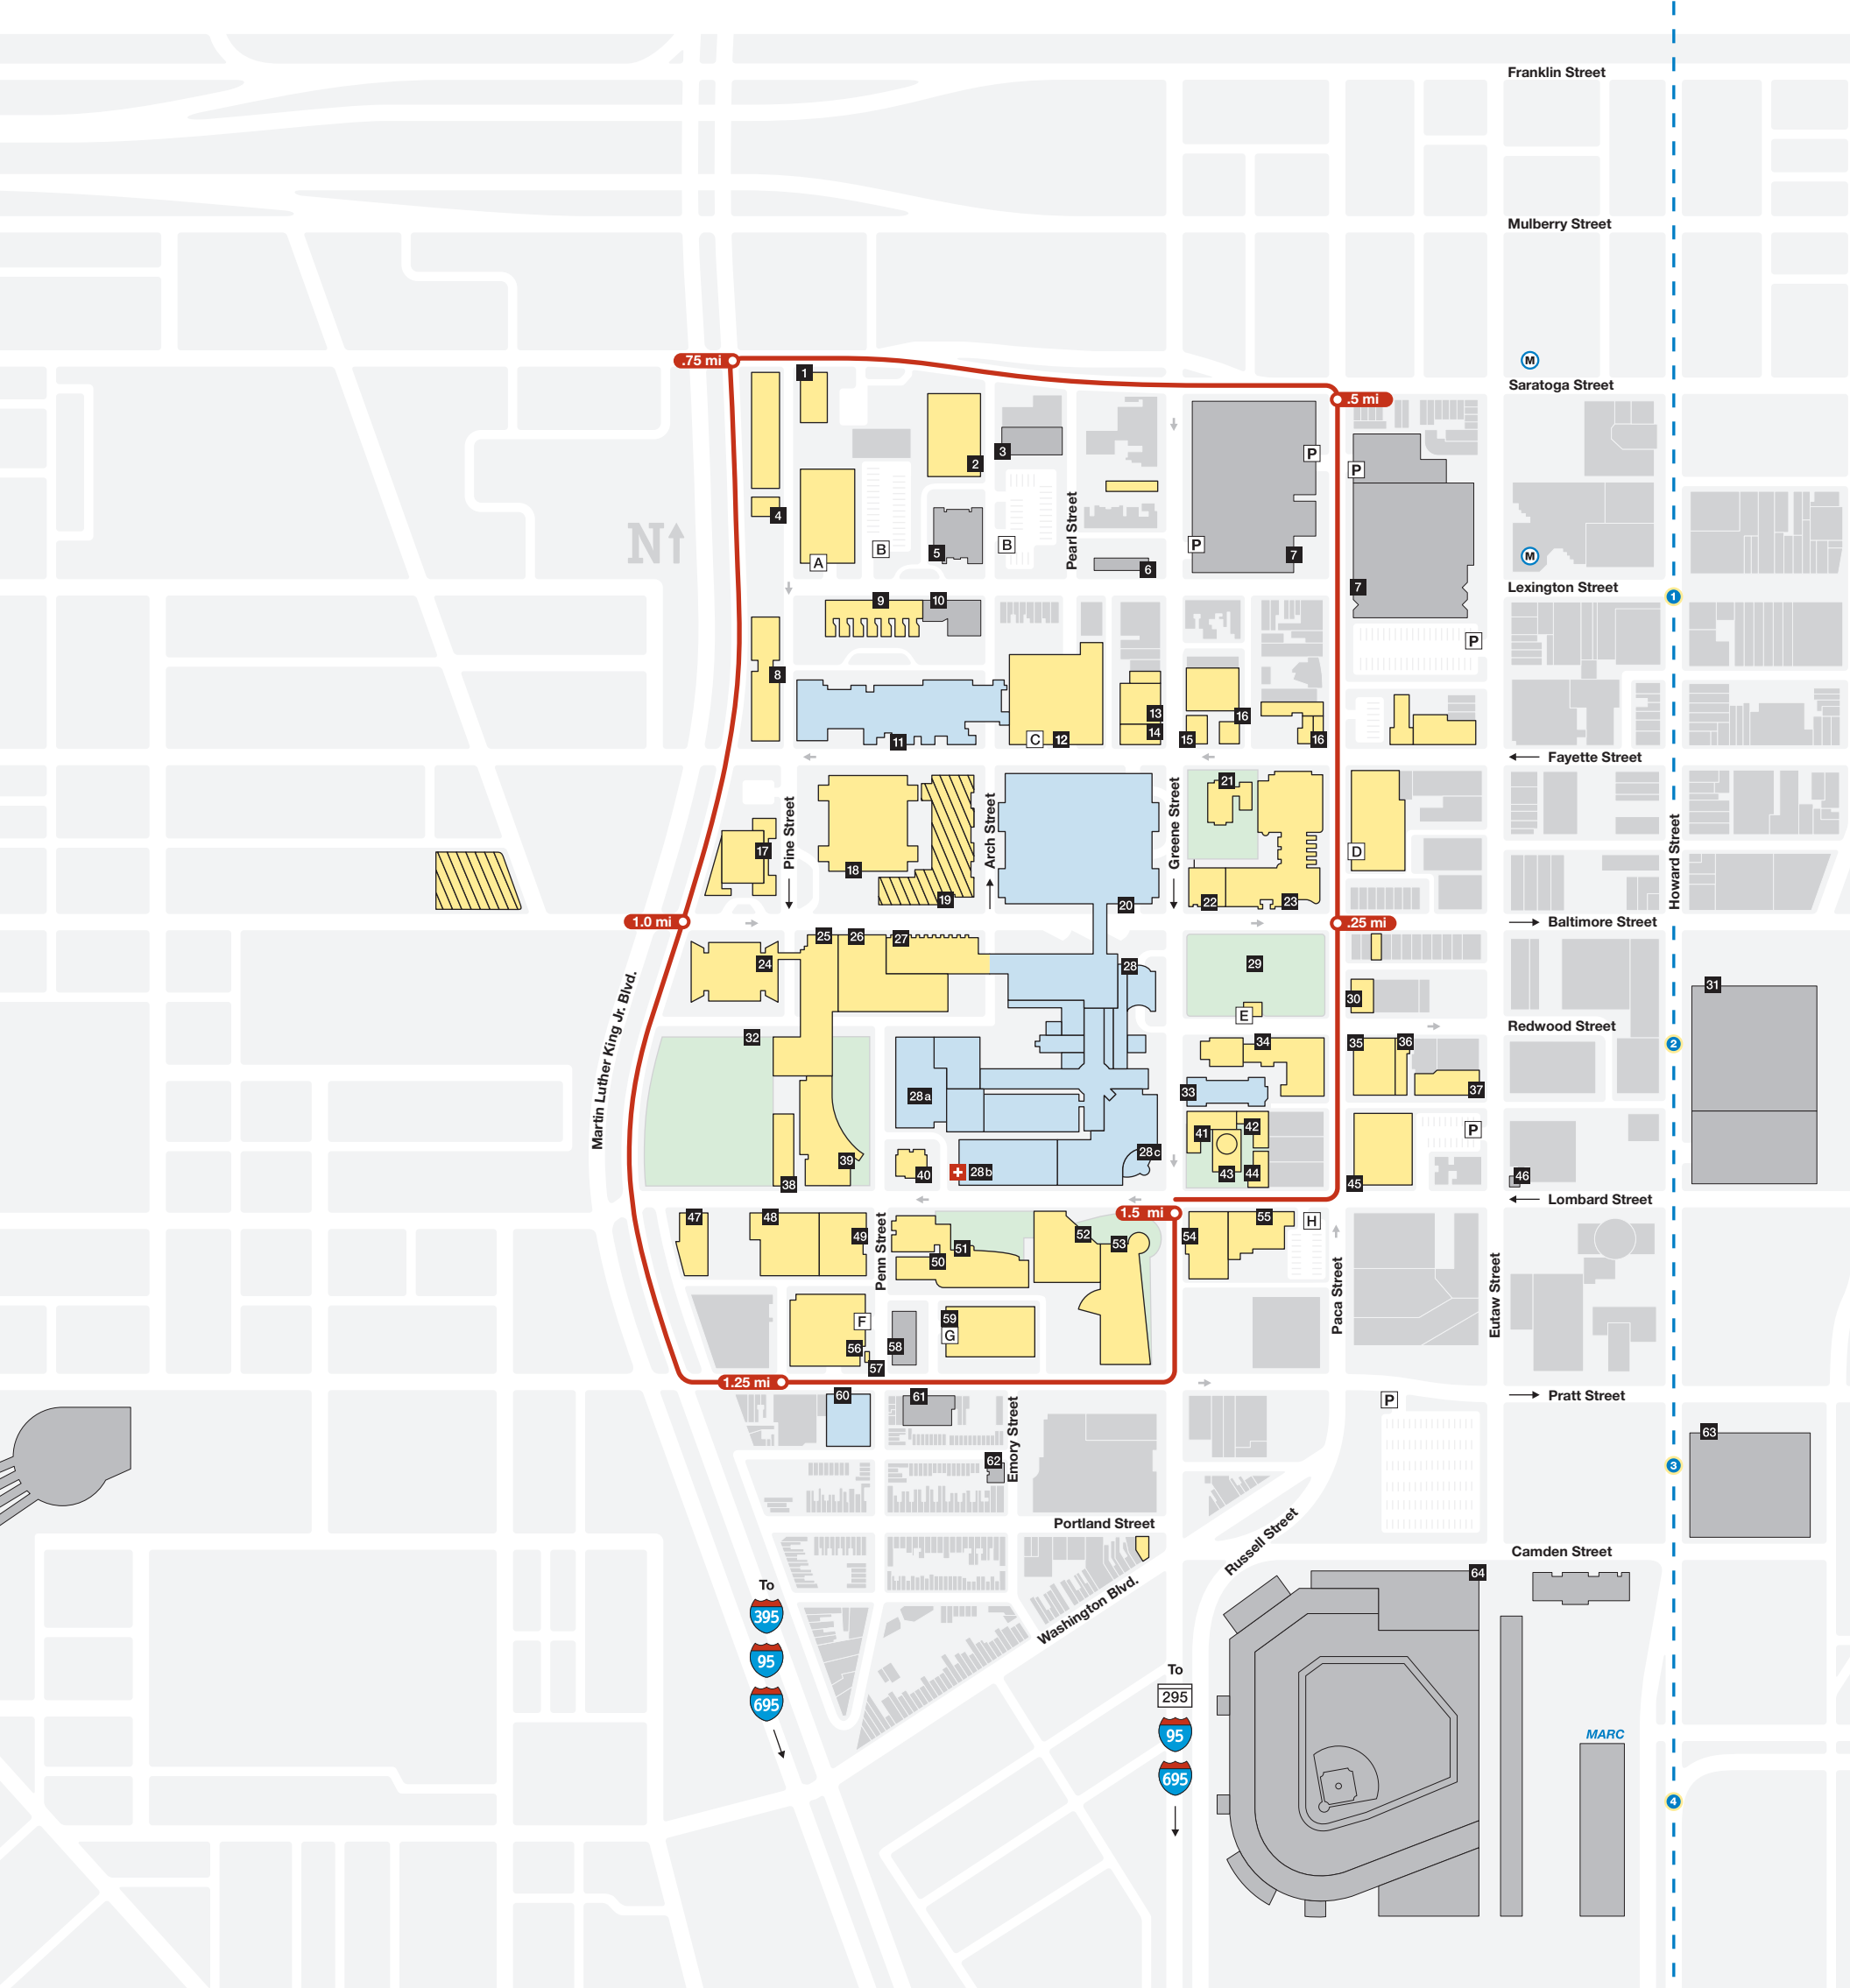 Franklin Street
Mulberry Street
.75 mi
M
1
Saratoga Street
.5 mi
3
P
2
P
4
Pearl Street
N
B
B
P
5
7
M
A
6
7
Lexington Street
1
9
10
P
8
13
16
14
15
16
11
C
12
Fayette Street
21
Pine Street
Arch Street
Greene Street
17
D
18
Howard Street
19
20
22
23
1.0 mi
.25 mi
Baltimore Street
25
26
27
24
28
29
31
30
E
Martin Luther King Jr. Blvd.
Redwood Street
32
34
35
36
2
33
37
28a
41
42
P
39
28c
40
28b
43
44
46
38
45
Lombard Street
1.5 mi
47
48
55
H
49
51
52
53
54
50
Penn Street
Paca Street
Eutaw Street
F
59
G
56
58
57
1.25 mi
60
61
Pratt Street
P
Emory Street
63
62
3
Portland Street
Russell Street
Camden Street
64
To
395
95
695
Washington Blvd.
To
295
95
695
MARC
4